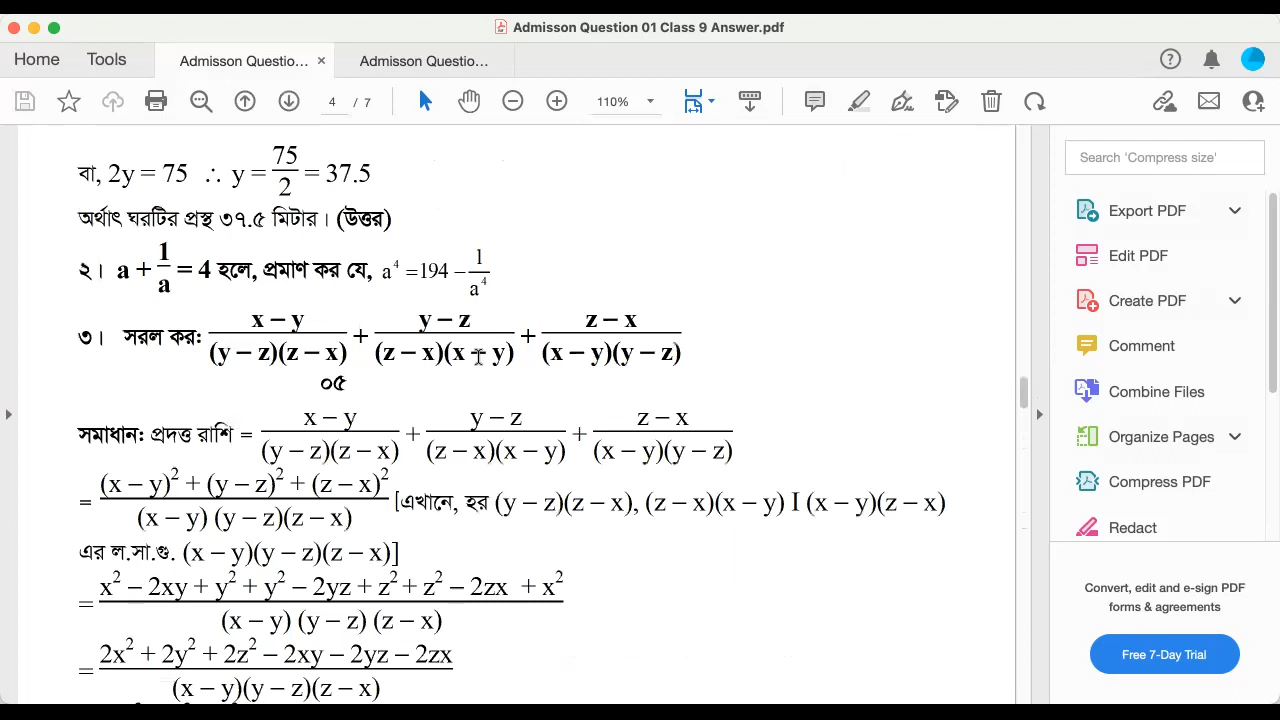 Admisson Question 01 Class 9 Answer.pdf
Home Tools Admisson Questio... × Admisson Questio...
4 / 7 110%
বা, 2y = 75 ∴ y = 75/2 = 37.5
অর্থাৎ ঘরটির প্রস্থ ৩৭.৫ মিটার। (উত্তর)
২। a + 1/a = 4 হলে, প্রমাণ কর যে, a⁴ = 194 − 1/a⁴
৩। সরল কর: (x − y)/((y − z)(z − x)) + (y − z)/((z − x)(x − y)) + (z − x)/((x − y)(y − z))
০৫
সমাধান: প্রদত্ত রাশি = (x − y)/((y − z)(z − x)) + (y − z)/((z − x)(x − y)) + (z − x)/((x − y)(y − z))
= ((x − y)² + (y − z)² + (z − x)²)/((x − y) (y − z)(z − x)) [এখানে, হর (y − z)(z − x), (z − x)(x − y) I (x − y)(z − x)
এর ল.সা.গু. (x − y)(y − z)(z − x)]
= (x² − 2xy + y² + y² − 2yz + z² + z² − 2zx + x²)/((x − y) (y − z) (z − x))
= (2x² + 2y² + 2z² − 2xy − 2yz − 2zx)/((x − y)(y − z)(z − x))
Search 'Compress size'
Export PDF
Edit PDF
Create PDF
Comment
Combine Files
Organize Pages
Compress PDF
Redact
Convert, edit and e-sign PDF
forms & agreements
Free 7-Day Trial